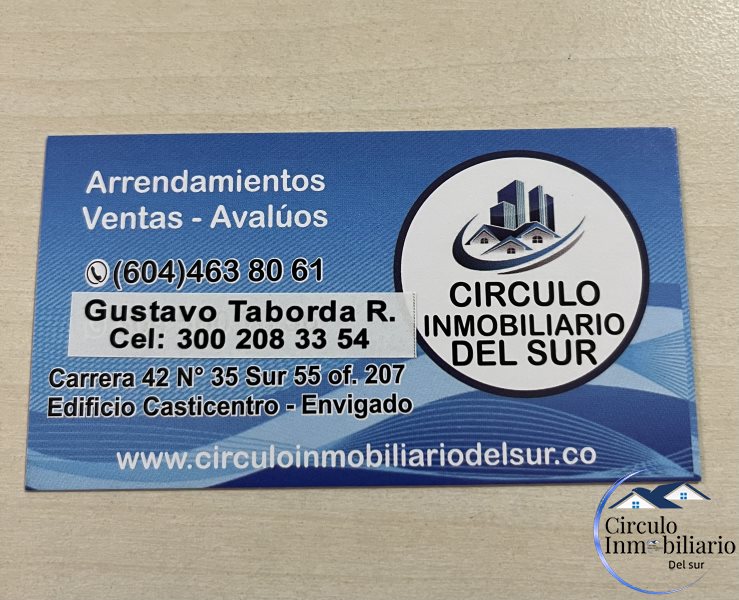 Arrendamientos
Ventas - Avalúos
(604)463 80 61
Gustavo Taborda R.
Cel: 300 208 33 54
Carrera 42 N° 35 Sur 55 of. 207
Edificio Casticentro - Envigado
www.circuloinmobiliariodelsur.co
CIRCULO
INMOBILIARIO
DEL SUR
Circulo
Inmobiliario
Del sur